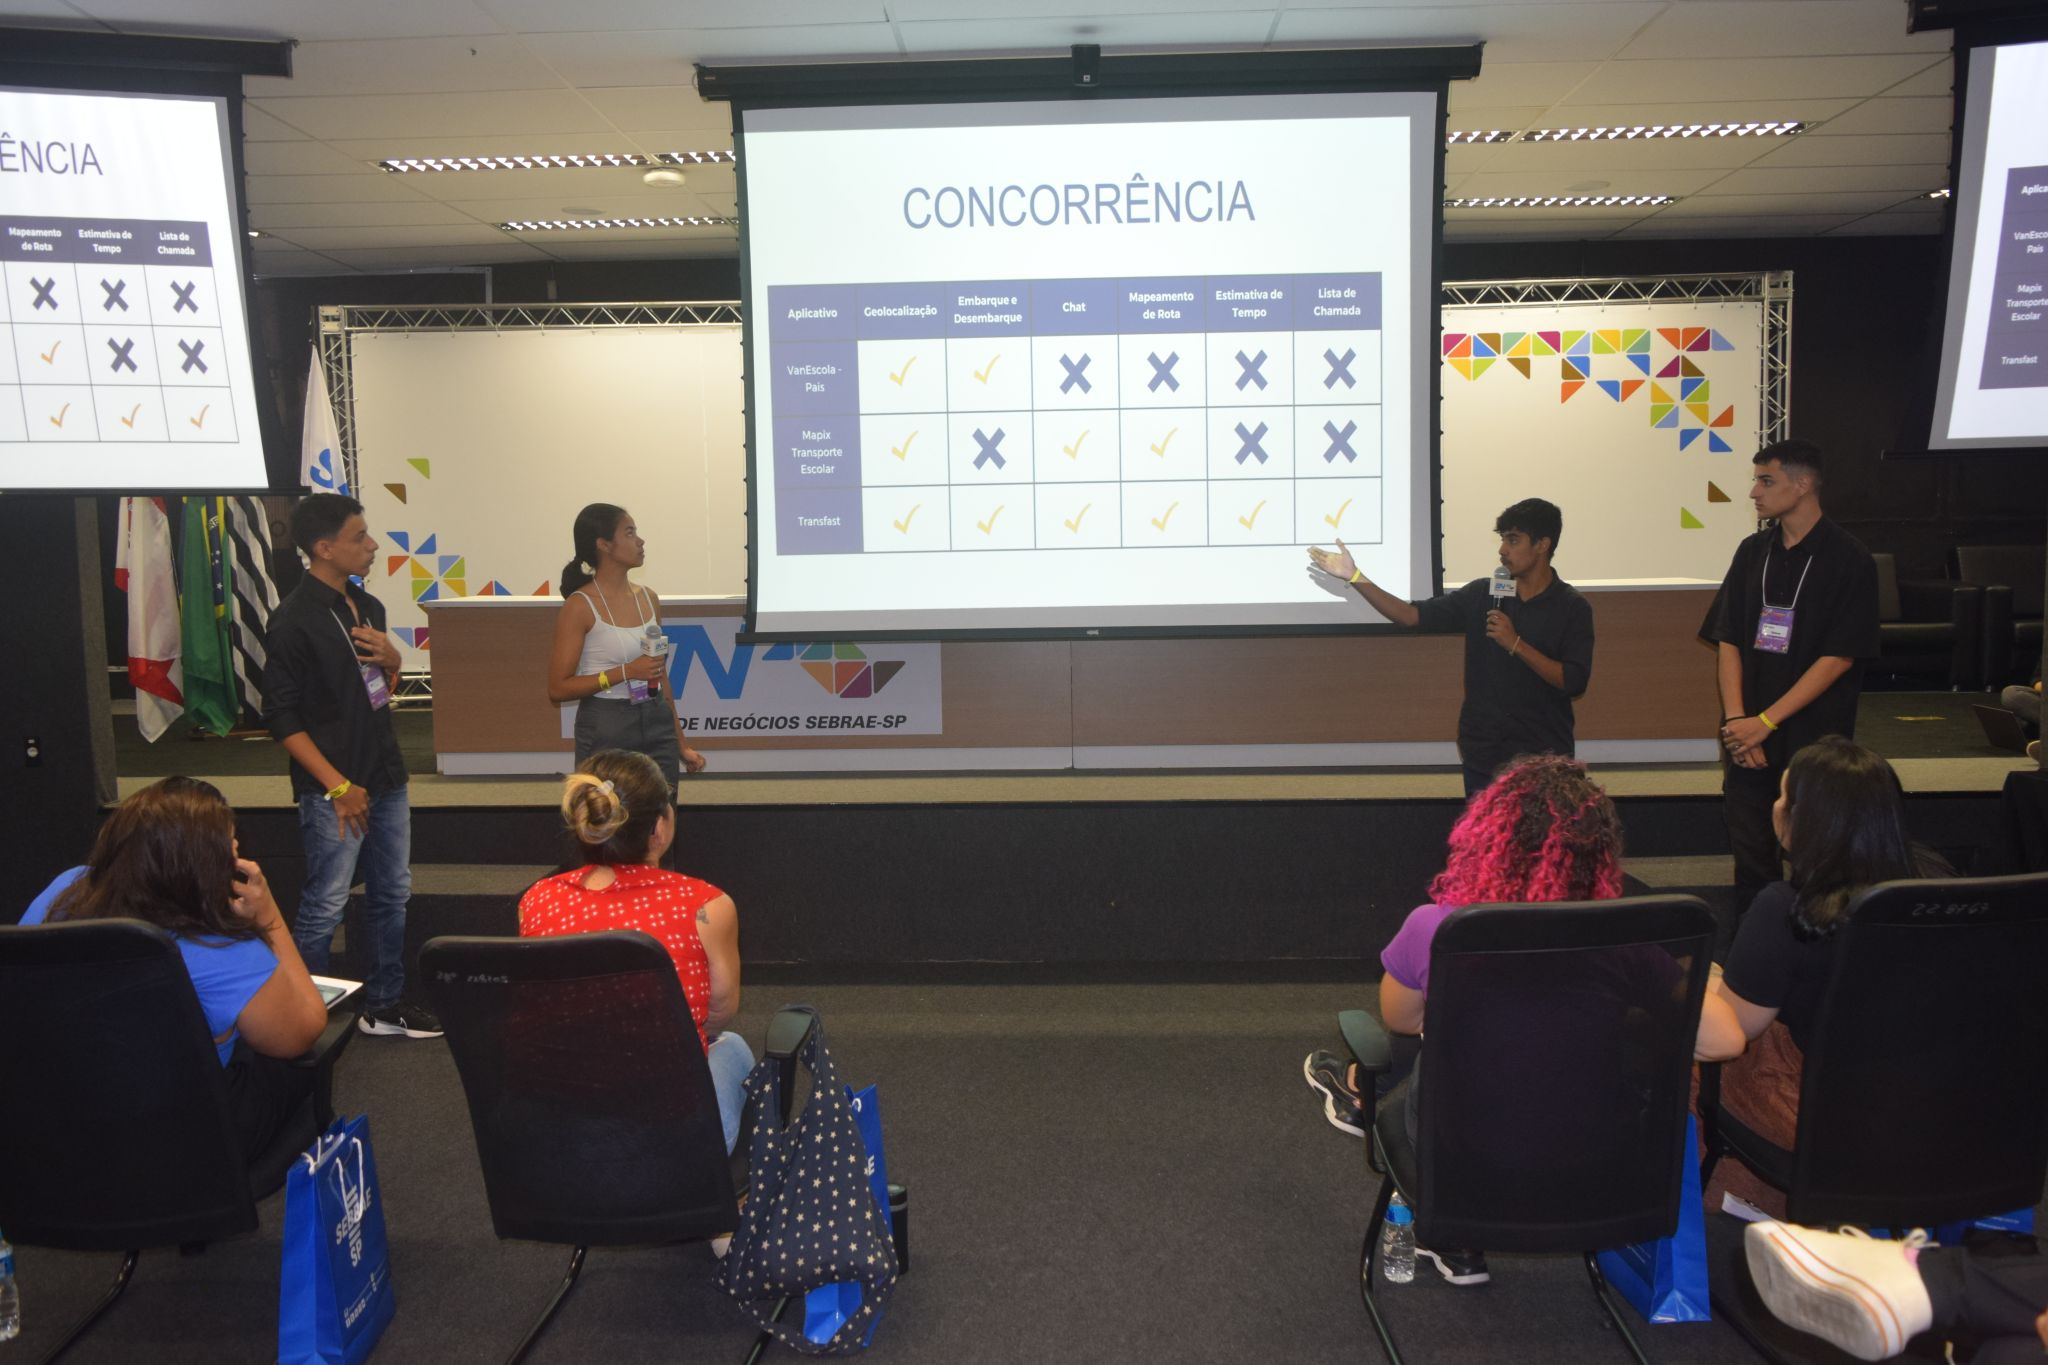 ÊNCIA
Mapeamento
de Rota
Estimativa de
Tempo
Lista de
Chamada
CONCORRÊNCIA
Aplicativo
Geolocalização
Embarque e
Desembarque
Chat
Mapeamento
de Rota
Estimativa de
Tempo
Lista de
Chamada
VanEscola -
Pais
Mapix
Transporte
Escolar
Transfast
Aplica
VanEsco
Pais
Mapix
Transporte
Escolar
Transfast
DE NEGÓCIOS SEBRAE-SP
SEBRAE
SP